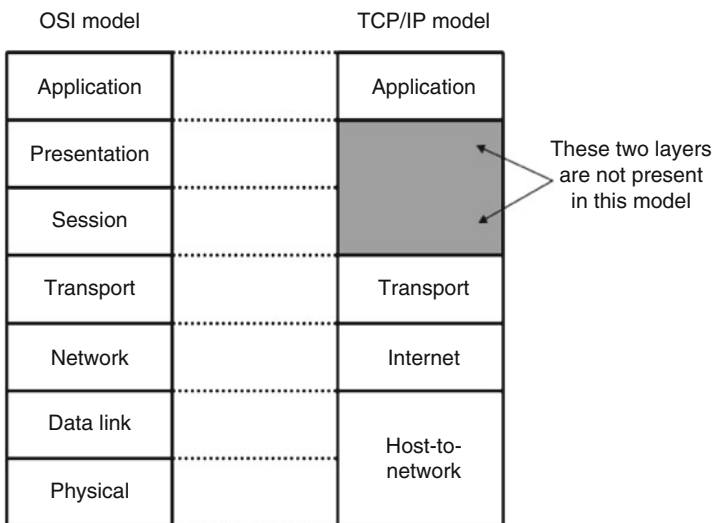 OSI model
TCP/IP model
Application
Application
Presentation
These two layers
are not present
in this model
Session
Transport
Transport
Network
Internet
Data link
Host-to-
network
Physical